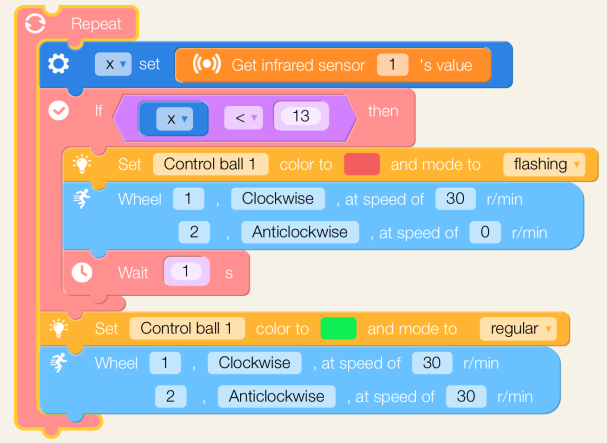 Repeat
x set Get infrared sensor 1 's value
If x < 13 then
Set Control ball 1 color to and mode to flashing
Wheel 1 , Clockwise , at speed of 30 r/min
2 , Anticlockwise , at speed of 0 r/min
Wait 1 s
Set Control ball 1 color to and mode to regular
Wheel 1 , Clockwise , at speed of 30 r/min
2 , Anticlockwise , at speed of 30 r/min